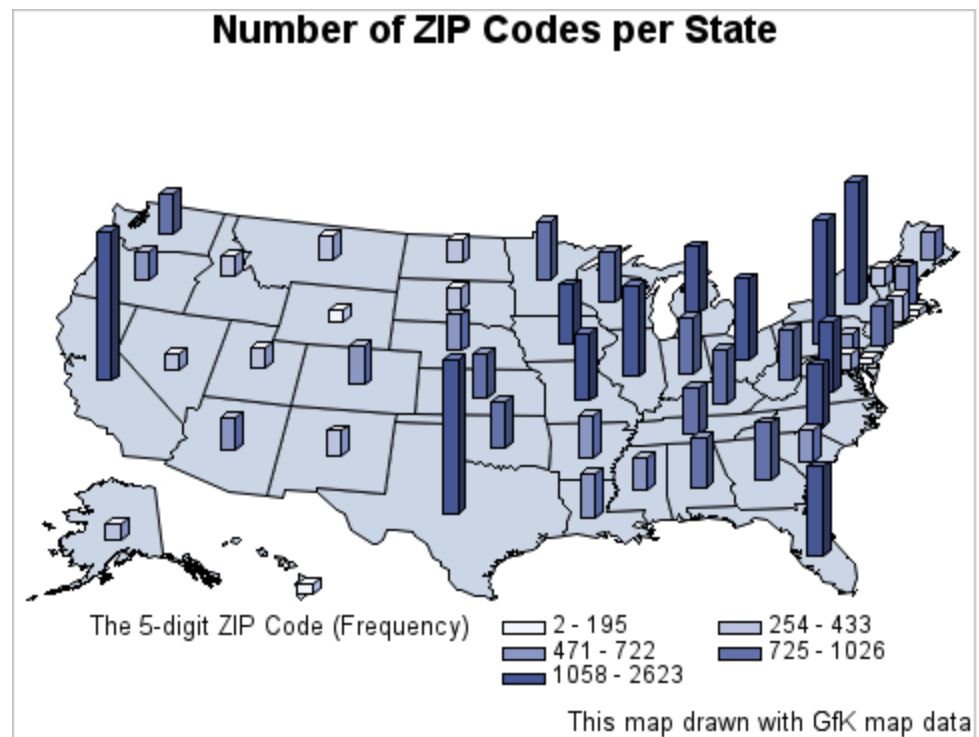 Number of ZIP Codes per State
The 5-digit ZIP Code (Frequency)
2 - 195
254 - 433
471 - 722
725 - 1026
1058 - 2623
This map drawn with GfK map data